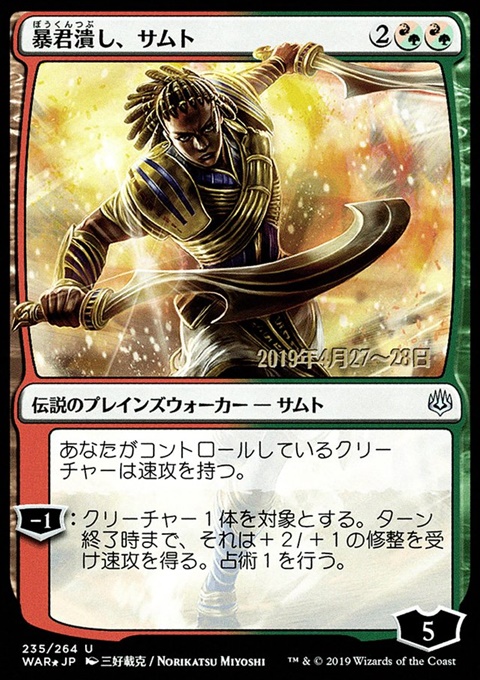 ぼうくんつぶ
暴君潰し、サムト
2
2019年4月27～28日
伝説のプレインズウォーカー — サムト
あなたがコントロールしているクリー
チャーは速攻を持つ。
-1：クリーチャー１体を対象とする。ターン
終了時まで、それは＋２/＋１の修整を受
け速攻を得る。占術１を行う。
5
235/264 U
WAR★JP 三好載克 / NORIKATSU MIYOSHI
™ & © 2019 Wizards of the Coast